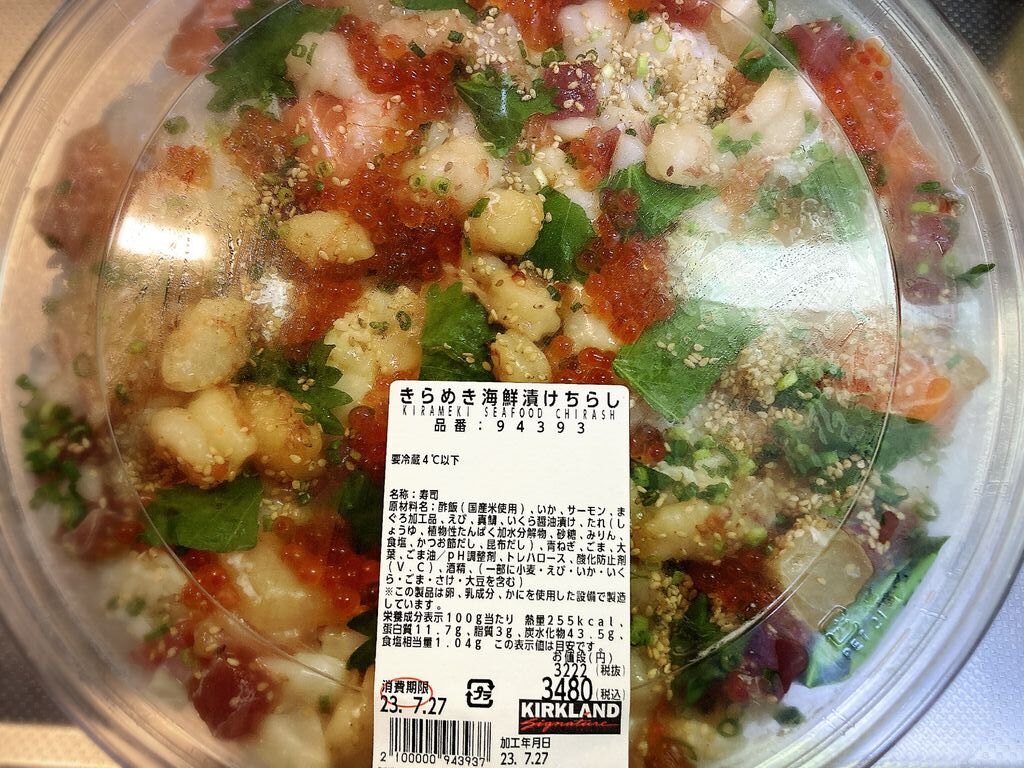 きらめき海鮮漬けちらし
KIRAMEKI SEAFOOD CHIRASH
品番：94393
要冷蔵4℃以下
名称：寿司
原材料名：酢飯(国産米使用)、いか、サーモン、ま
ぐろ加工品、えび、真鯛、いくら醤油漬け、たれ(し
ょうゆ、植物性たんぱく加水分解物、砂糖、みりん、
食塩、かつお節だし、昆布だし)、青ねぎ、ごま、大
葉、ごま油/pH調整剤、トレハロース、酸化防止剤
(V.C)、酒精、(一部に小麦・えび・いか・いく
ら・ごま・さけ・大豆を含む)
※この製品は卵、乳成分、かにを使用した設備で製造
しています。
栄養成分表示100g当たり 熱量255kcal、
蛋白質11.7g、脂質3g、炭水化物43.5g、
食塩相当量1.04g この表示値は目安です。
お値段(円)
3222(税抜)
3480(税込)
消費期限
23.7.27
プラ
KIRKLAND
Signature
加工年月日
23.7.27
2 100000 943937